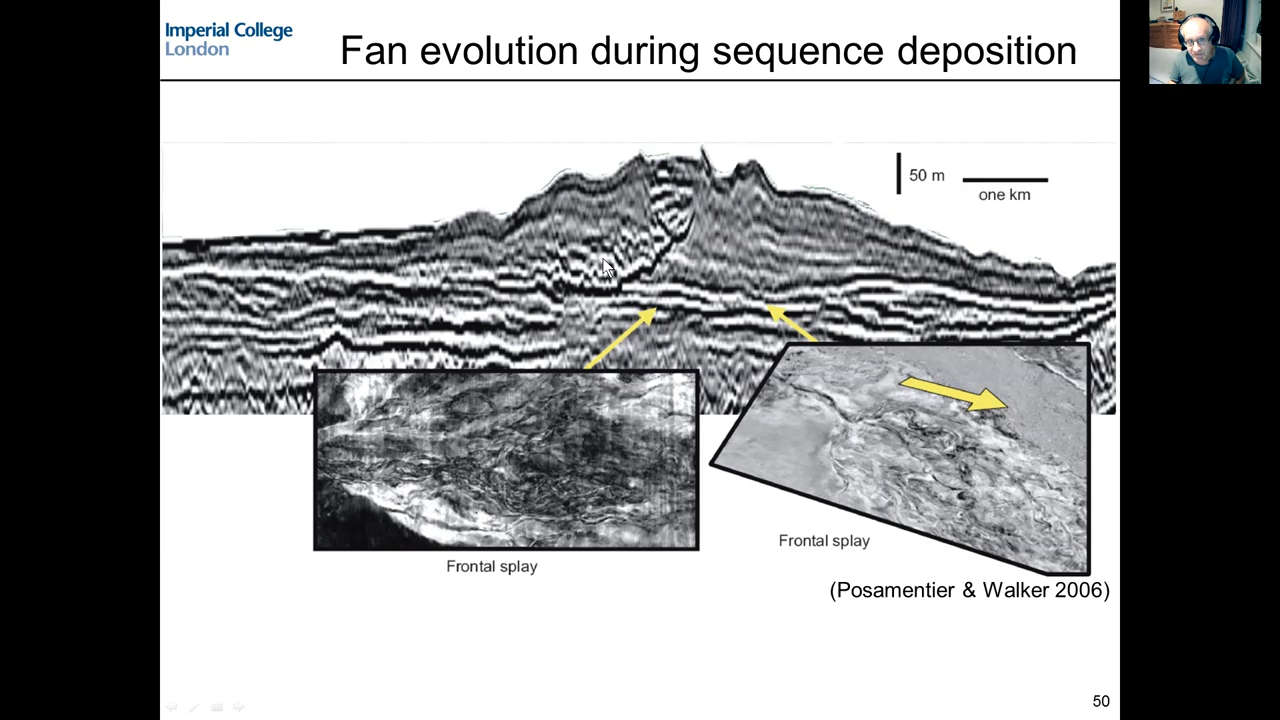 Imperial College
London
Fan evolution during sequence deposition
50 m
one km
Frontal splay
Frontal splay
(Posamentier & Walker 2006)
50